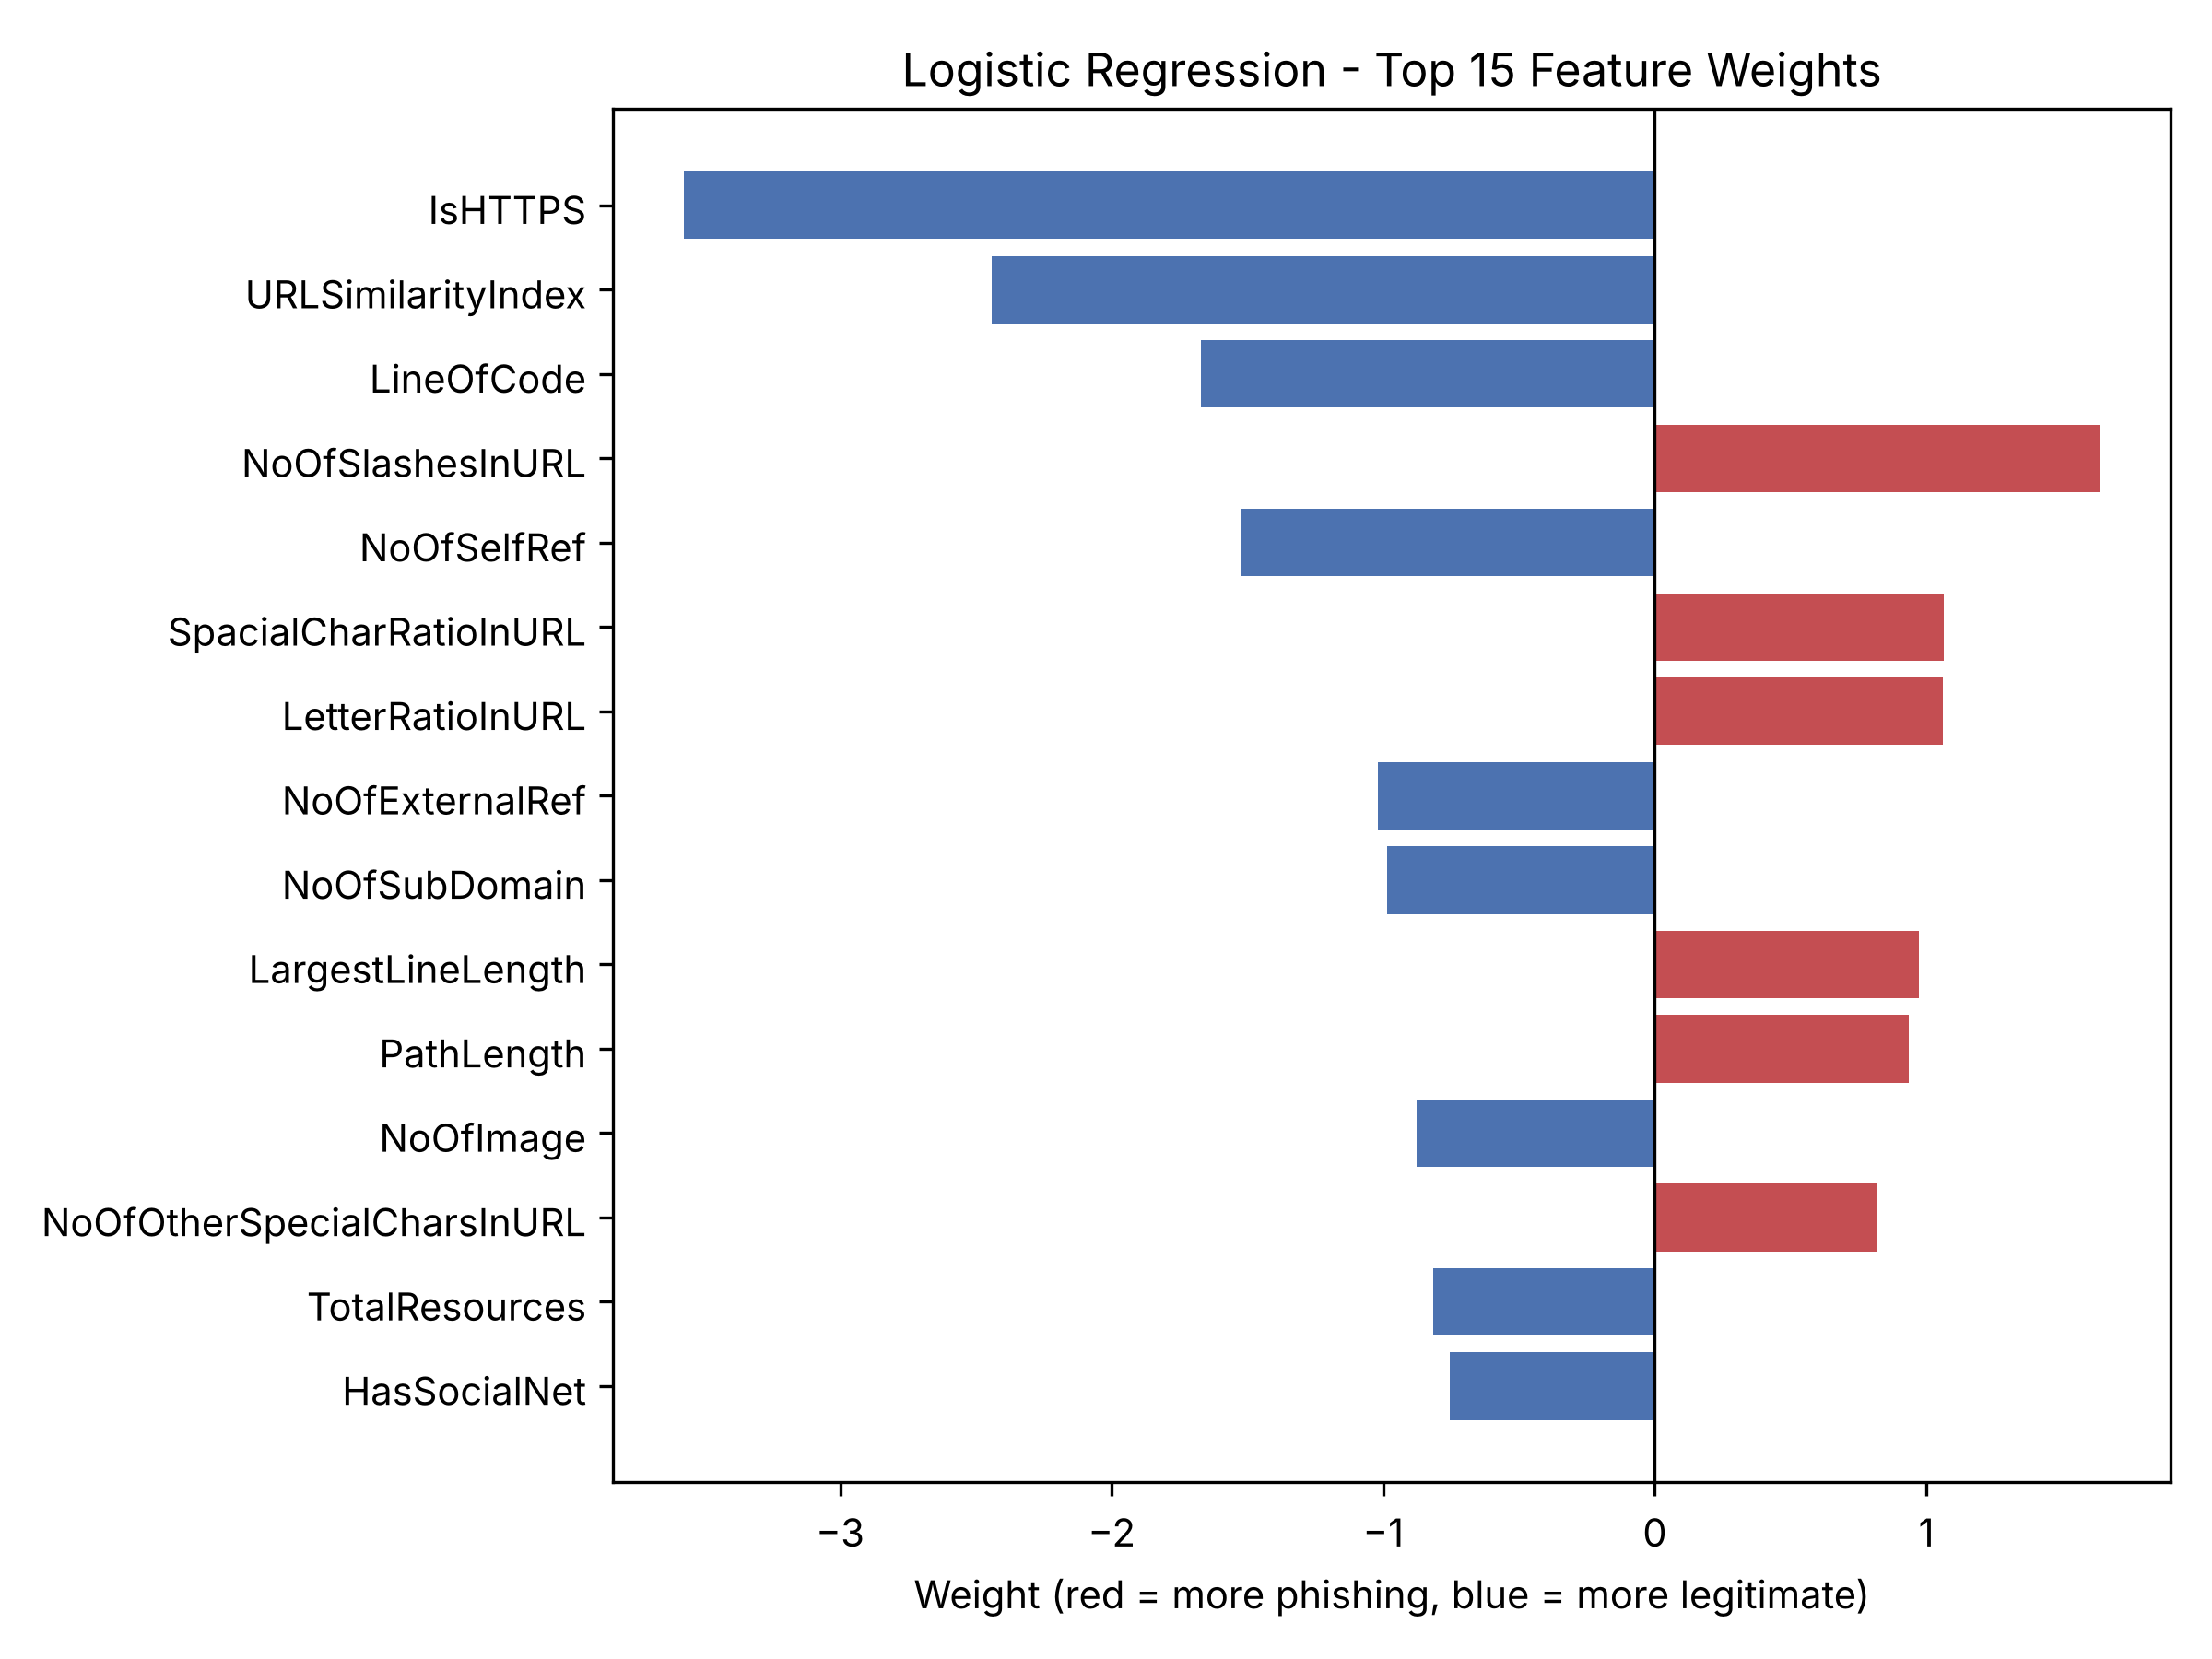 Logistic Regression - Top 15 Feature Weights
IsHTTPS
URLSimilarityIndex
LineOfCode
NoOfSlashesInURL
NoOfSelfRef
SpacialCharRatioInURL
LetterRatioInURL
NoOfExternalRef
NoOfSubDomain
LargestLineLength
PathLength
NoOfImage
NoOfOtherSpecialCharsInURL
TotalResources
HasSocialNet
−3 −2 −1 0 1
Weight (red = more phishing, blue = more legitimate)